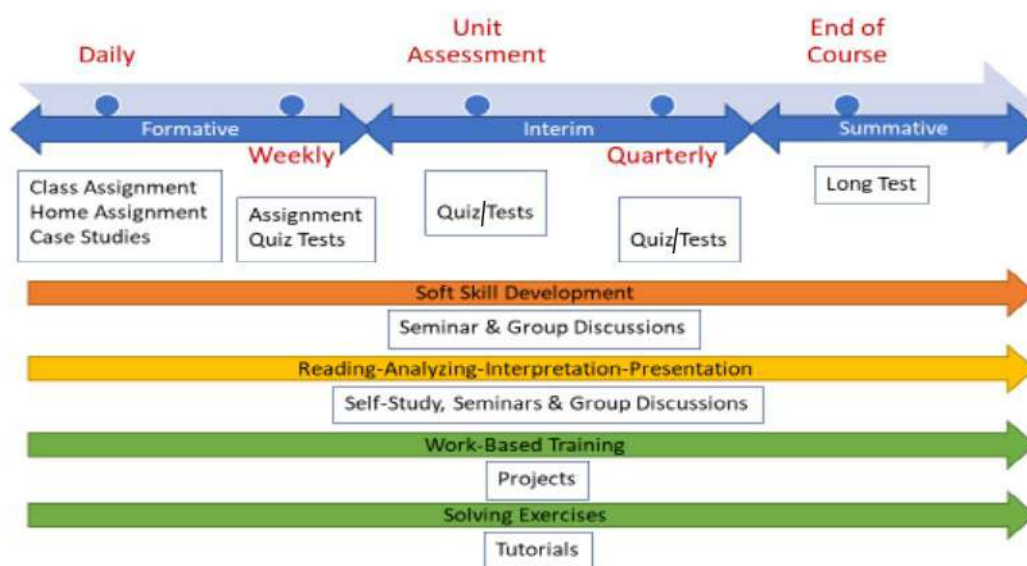 Daily
Unit
Assessment
End of
Course
Formative
Interim
Summative
Weekly
Quarterly
Class Assignment
Home Assignment
Case Studies
Assignment
Quiz Tests
Quiz/Tests
Quiz/Tests
Long Test
Soft Skill Development
Seminar & Group Discussions
Reading-Analyzing-Interpretation-Presentation
Self-Study, Seminars & Group Discussions
Work-Based Training
Projects
Solving Exercises
Tutorials